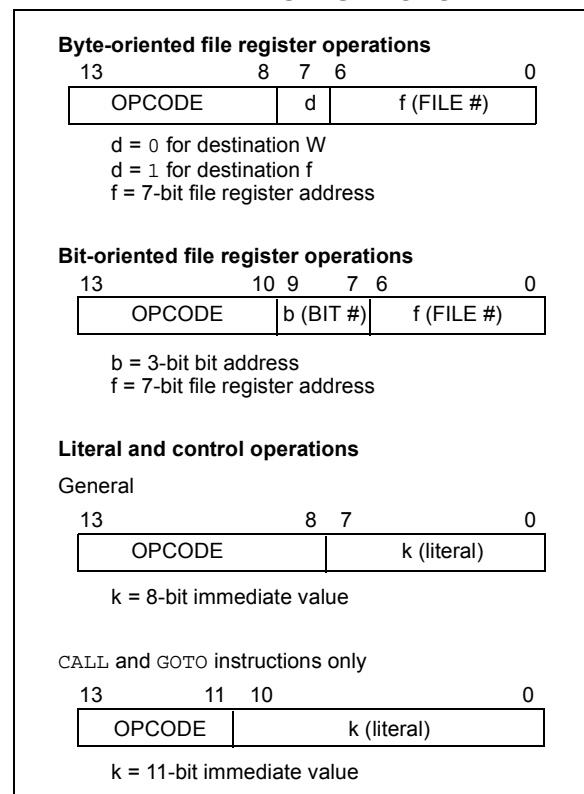 Byte-oriented file register operations
13 8 7 6 0
OPCODE d f (FILE #)
d = 0 for destination W
d = 1 for destination f
f = 7-bit file register address
Bit-oriented file register operations
13 10 9 7 6 0
OPCODE b (BIT #) f (FILE #)
b = 3-bit bit address
f = 7-bit file register address
Literal and control operations
General
13 8 7 0
OPCODE k (literal)
k = 8-bit immediate value
CALL and GOTO instructions only
13 11 10 0
OPCODE k (literal)
k = 11-bit immediate value